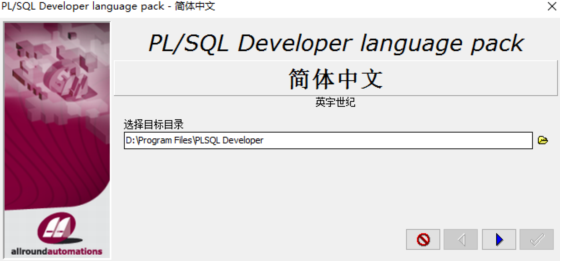 PL/SQL Developer language pack - 简体中文
PL/SQL Developer language pack
简体中文
英宇世纪
选择目标目录
D:\Program Files\PLSQL Developer
allroundautomations